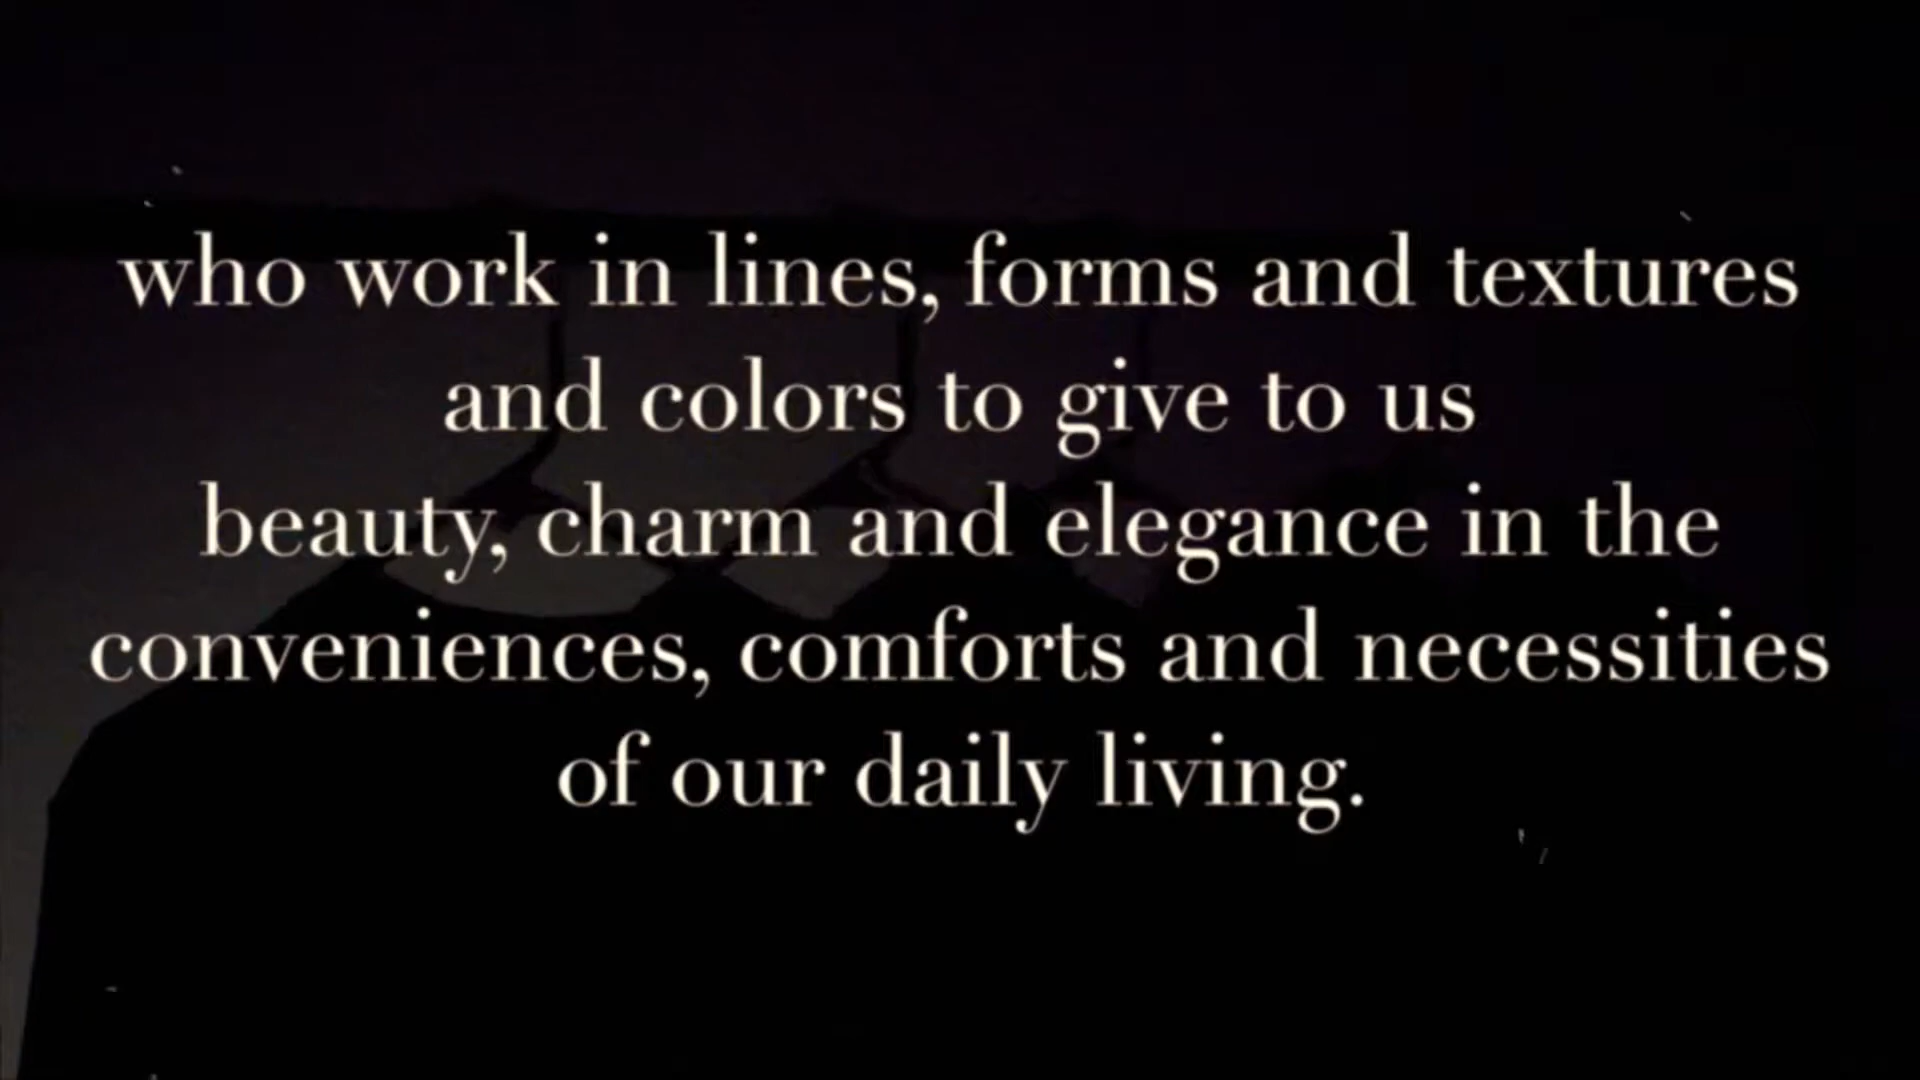 who work in lines, forms and textures
and colors to give to us
beauty, charm and elegance in the
conveniences, comforts and necessities
of our daily living.